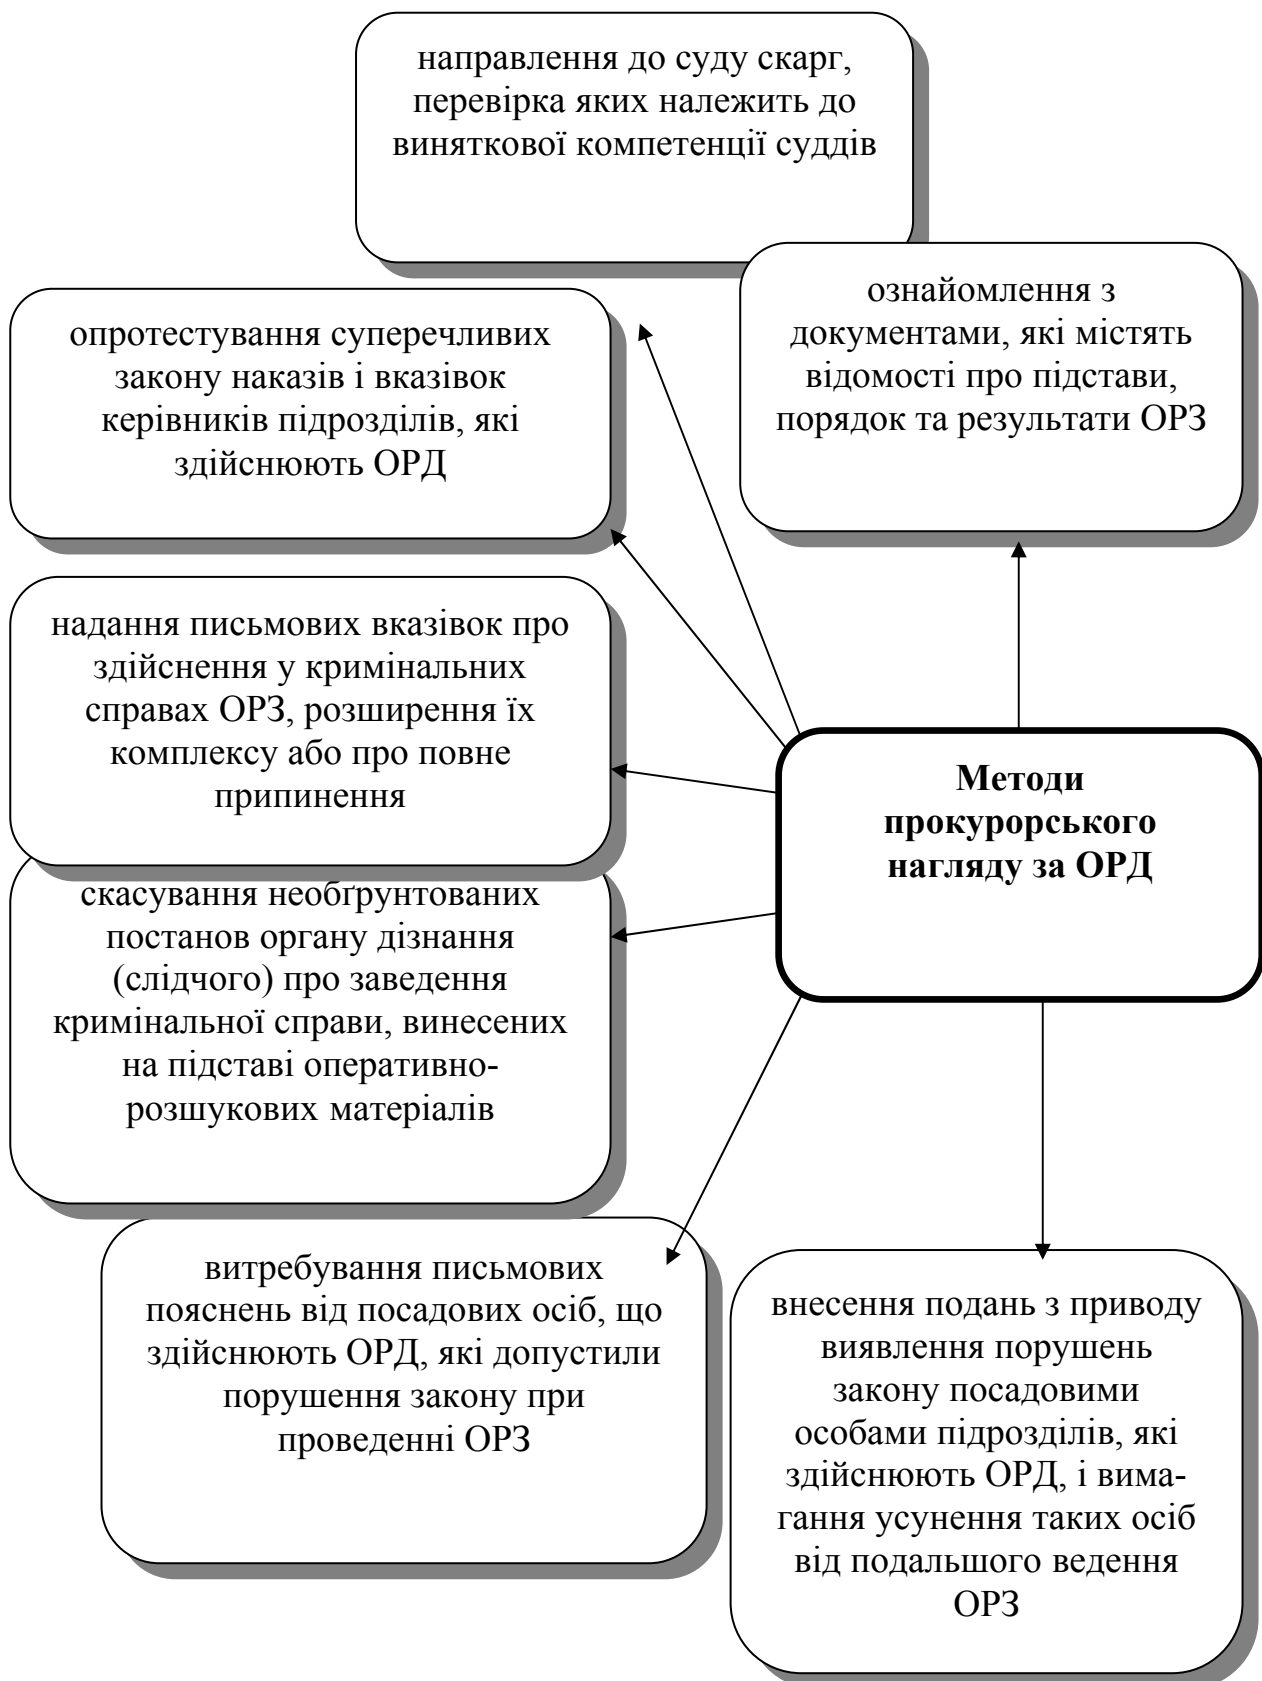 направлення до суду скарг,
перевірка яких належить до
виняткової компетенції суддів
ознайомлення з
документами, які містять
відомості про підстави,
порядок та результати ОРЗ
опротестування суперечливих
закону наказів і вказівок
керівників підрозділів, які
здійснюють ОРД
надання письмових вказівок про
здійснення у кримінальних
справах ОРЗ, розширення їх
комплексу або про повне
припинення
Методи
прокурорського
нагляду за ОРД
скасування необґрунтованих
постанов органу дізнання
(слідчого) про заведення
кримінальної справи, винесених
на підставі оперативно-
розшукових матеріалів
витребування письмових
пояснень від посадових осіб, що
здійснюють ОРД, які допустили
порушення закону при
проведенні ОРЗ
внесення подань з приводу
виявлення порушень
закону посадовими
особами підрозділів, які
здійснюють ОРД, і вима-
гання усунення таких осіб
від подальшого ведення
ОРЗ